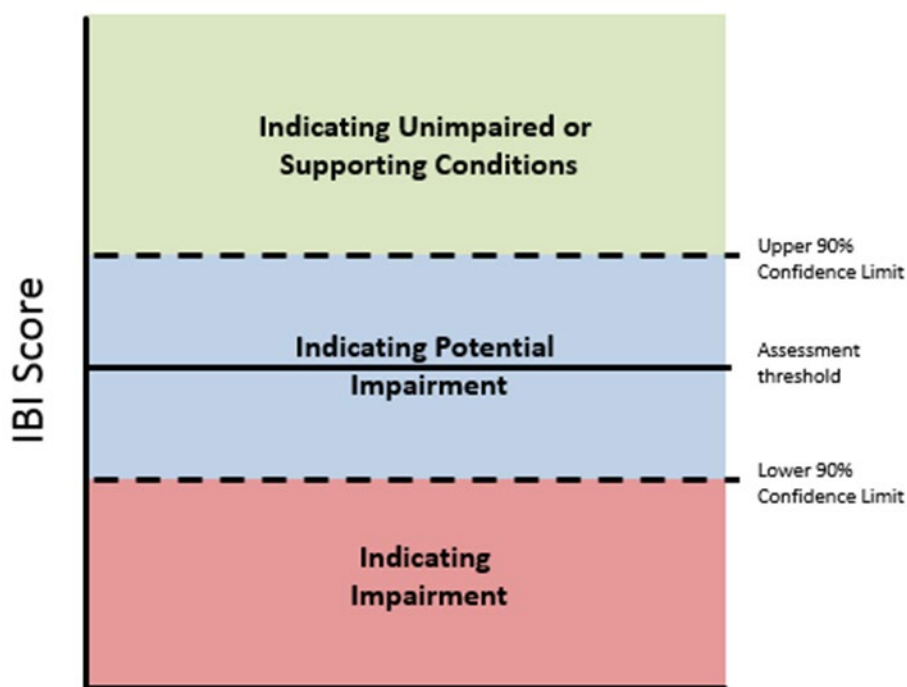 Indicating Unimpaired or
Supporting Conditions
Upper 90%
Confidence Limit
IBI Score
Indicating Potential
Impairment
Assessment
threshold
Lower 90%
Confidence Limit
Indicating
Impairment